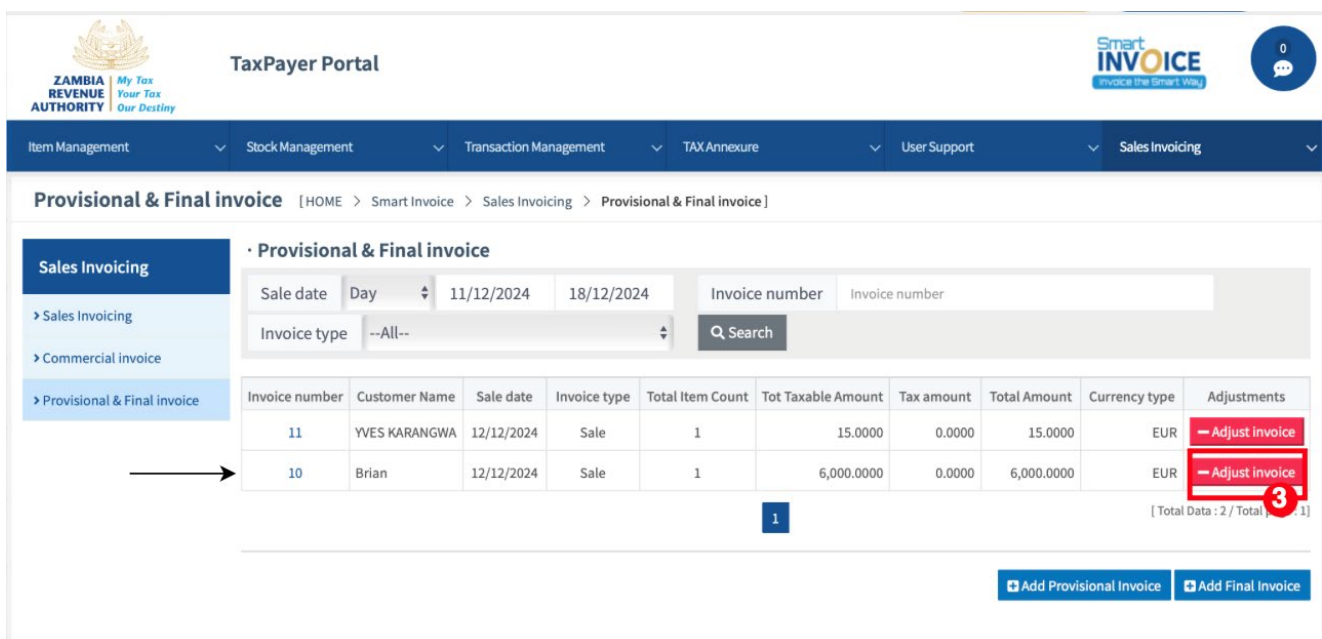 ZAMBIA
REVENUE
AUTHORITY
My Tax
Your Tax
Our Destiny
TaxPayer Portal
Smart
INVOICE
Invoice the Smart Way
0
Item Management Stock Management Transaction Management TAX Annexure User Support Sales Invoicing
Provisional & Final invoice [HOME > Smart Invoice > Sales Invoicing > Provisional & Final invoice]
Sales Invoicing
> Sales Invoicing
> Commercial invoice
> Provisional & Final invoice
· Provisional & Final invoice
Sale date Day 11/12/2024 18/12/2024 Invoice number Invoice number
Invoice type --All-- Search
Invoice number Customer Name Sale date Invoice type Total Item Count Tot Taxable Amount Tax amount Total Amount Currency type Adjustments
11 YVES KARANGWA 12/12/2024 Sale 1 15.0000 0.0000 15.0000 EUR Adjust invoice
10 Brian 12/12/2024 Sale 1 6,000.0000 0.0000 6,000.0000 EUR Adjust invoice
3
1
[ Total Data : 2 / Total : 1]
Add Provisional Invoice Add Final Invoice